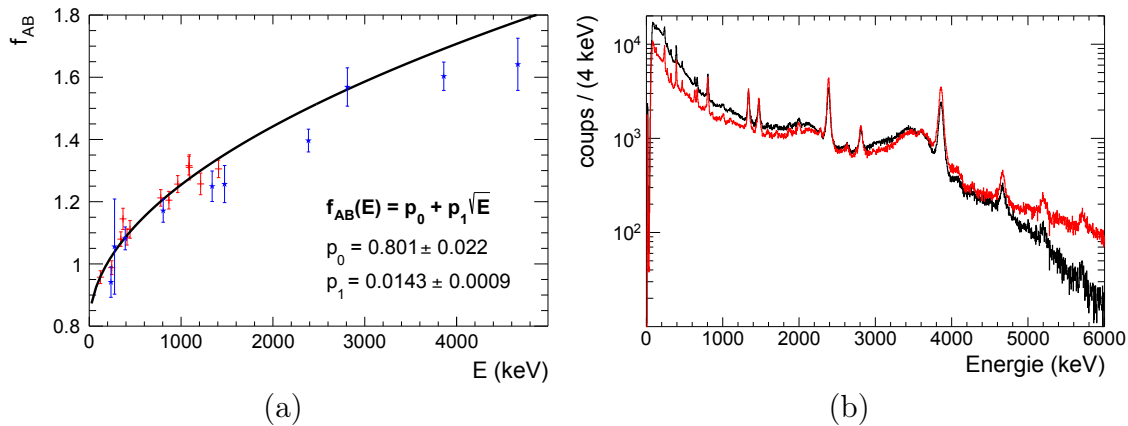 f_AB
1.8
1.6
1.4
1.2
1
0.8
f_AB(E) = p_0 + p_1√E
p_0 = 0.801 ± 0.022
p_1 = 0.0143 ± 0.0009
0 1000 2000 3000 4000
E (keV)
(a)
coups / (4 keV)
10^4
10^3
10^2
0 1000 2000 3000 4000 5000 6000
Energie (keV)
(b)